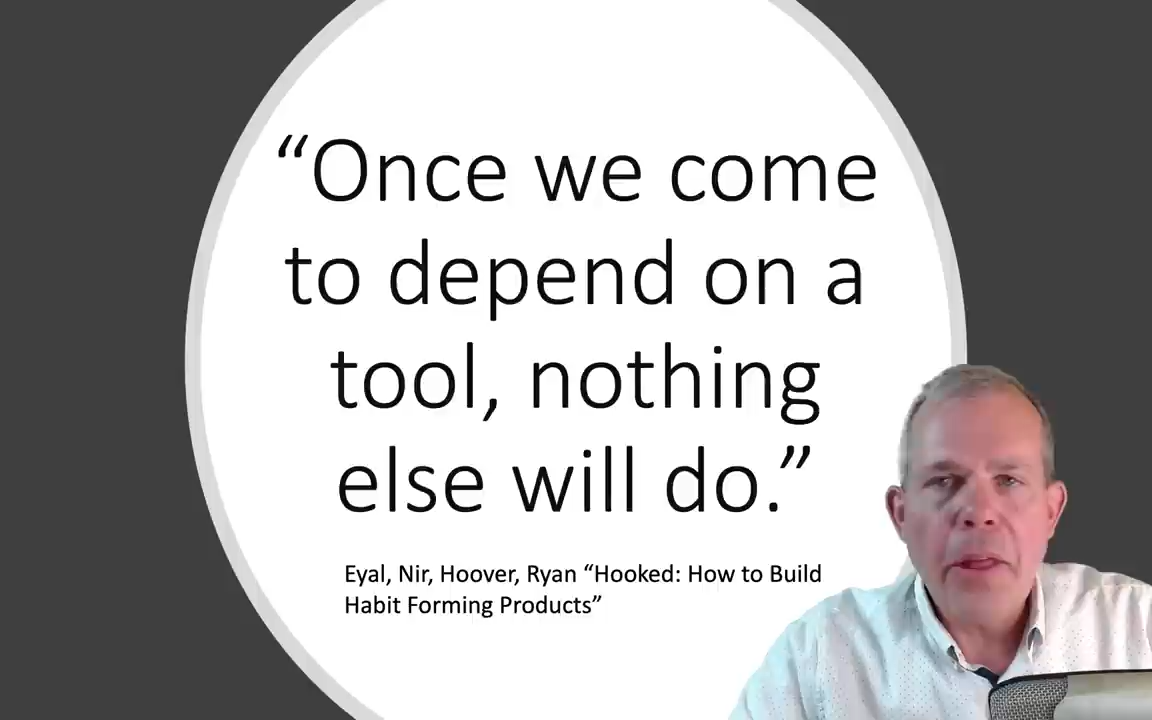 “Once we come
to depend on a
tool, nothing
else will do.”
Eyal, Nir, Hoover, Ryan “Hooked: How to Build
Habit Forming Products”